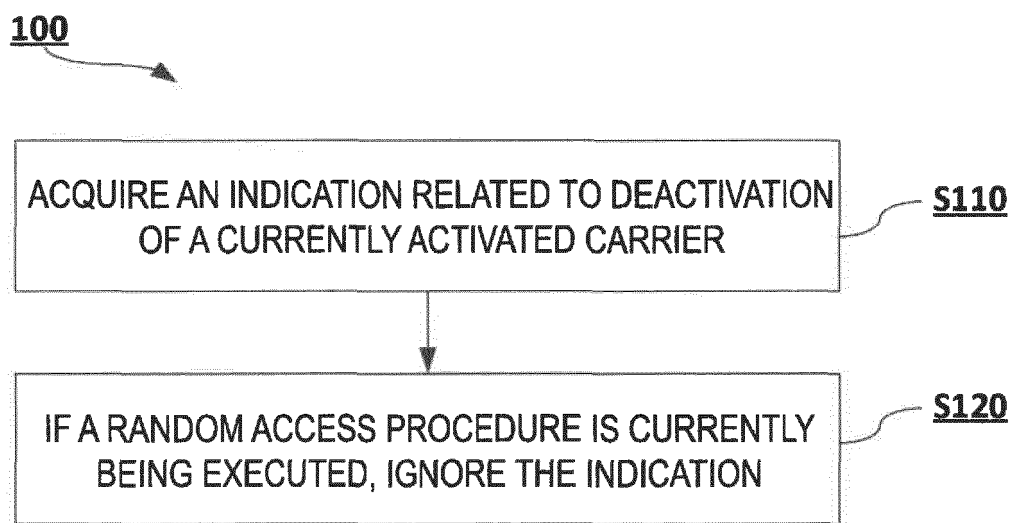 100
ACQUIRE AN INDICATION RELATED TO DEACTIVATION
OF A CURRENTLY ACTIVATED CARRIER
S110
IF A RANDOM ACCESS PROCEDURE IS CURRENTLY
BEING EXECUTED, IGNORE THE INDICATION
S120